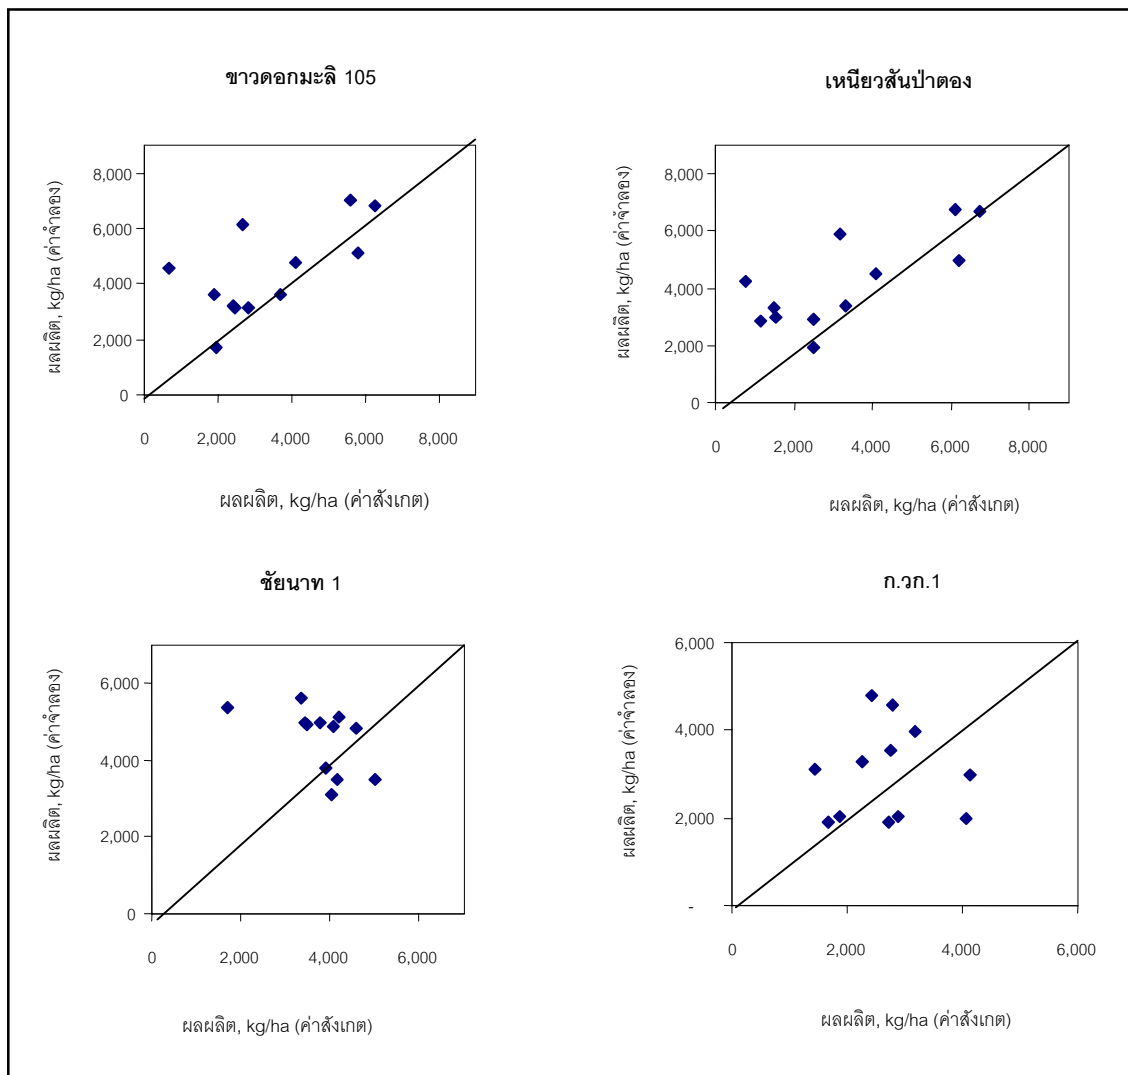 ขาวดอกมะลิ 105
ผลผลิต, kg/ha (ค่าจำลอง)
8,000
6,000
4,000
2,000
0
0 2,000 4,000 6,000 8,000
ผลผลิต, kg/ha (ค่าสังเกต)
เหนียวสันป่าตอง
ผลผลิต, kg/ha (ค่าจำลอง)
8,000
6,000
4,000
2,000
0
0 2,000 4,000 6,000 8,000
ผลผลิต, kg/ha (ค่าสังเกต)
ชัยนาท 1
ผลผลิต, kg/ha (ค่าจำลอง)
6,000
4,000
2,000
0
0 2,000 4,000 6,000
ผลผลิต, kg/ha (ค่าสังเกต)
ก.วก.1
ผลผลิต, kg/ha (ค่าจำลอง)
6,000
4,000
2,000
-
0 2,000 4,000 6,000
ผลผลิต, kg/ha (ค่าสังเกต)